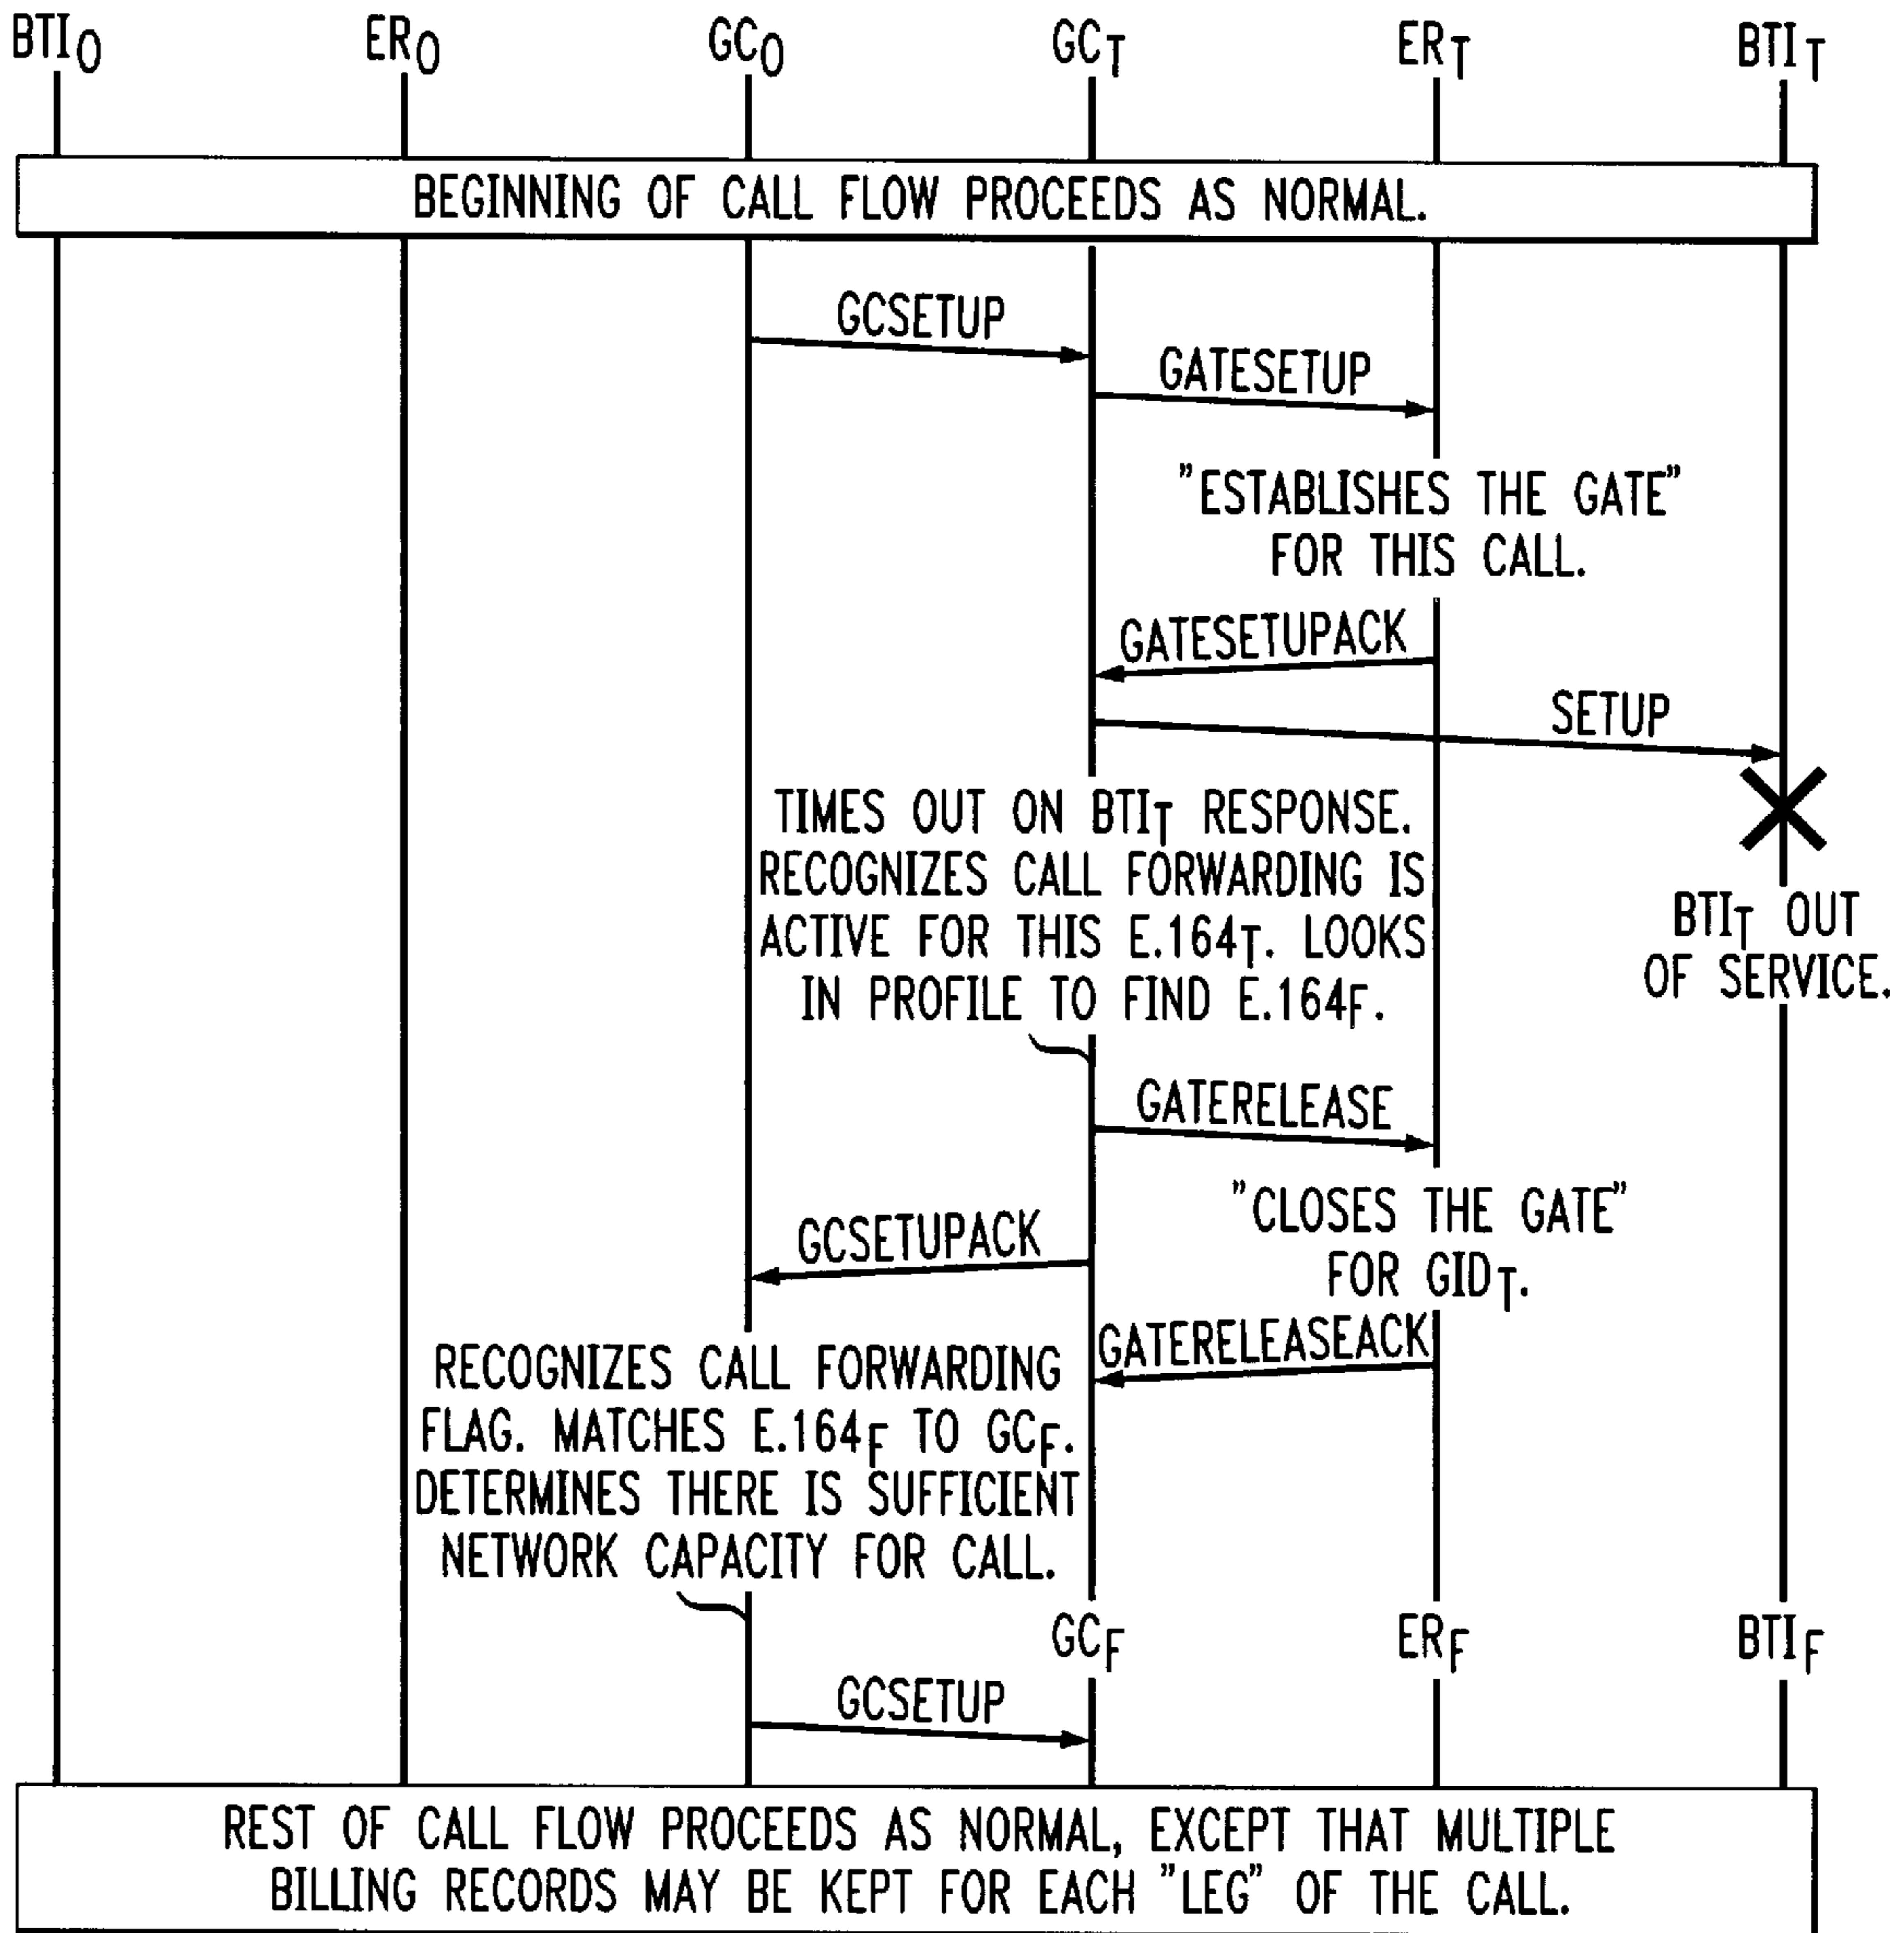 BTIO ERO GCO GCT ERT BTIT
BEGINNING OF CALL FLOW PROCEEDS AS NORMAL.
GCSETUP
GATESETUP
"ESTABLISHES THE GATE"
FOR THIS CALL.
GATESETUPACK
SETUP
TIMES OUT ON BTIT RESPONSE.
RECOGNIZES CALL FORWARDING IS
ACTIVE FOR THIS E.164T. LOOKS
IN PROFILE TO FIND E.164F.
BTIT OUT
OF SERVICE.
GATERELEASE
"CLOSES THE GATE"
FOR GIDT.
GCSETUPACK
GATERELEASEACK
RECOGNIZES CALL FORWARDING
FLAG. MATCHES E.164F TO GCF.
DETERMINES THERE IS SUFFICIENT
NETWORK CAPACITY FOR CALL.
GCF ERF BTIF
GCSETUP
REST OF CALL FLOW PROCEEDS AS NORMAL, EXCEPT THAT MULTIPLE
BILLING RECORDS MAY BE KEPT FOR EACH "LEG" OF THE CALL.